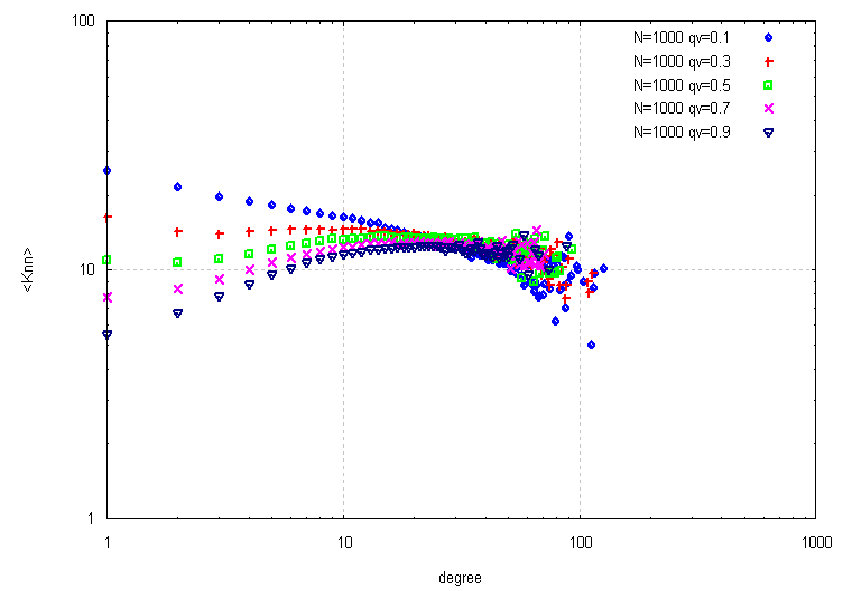 100
10
1
<Knn>
N=1000 qv=0.1
N=1000 qv=0.3
N=1000 qv=0.5
N=1000 qv=0.7
N=1000 qv=0.9
1 10 100 1000
degree